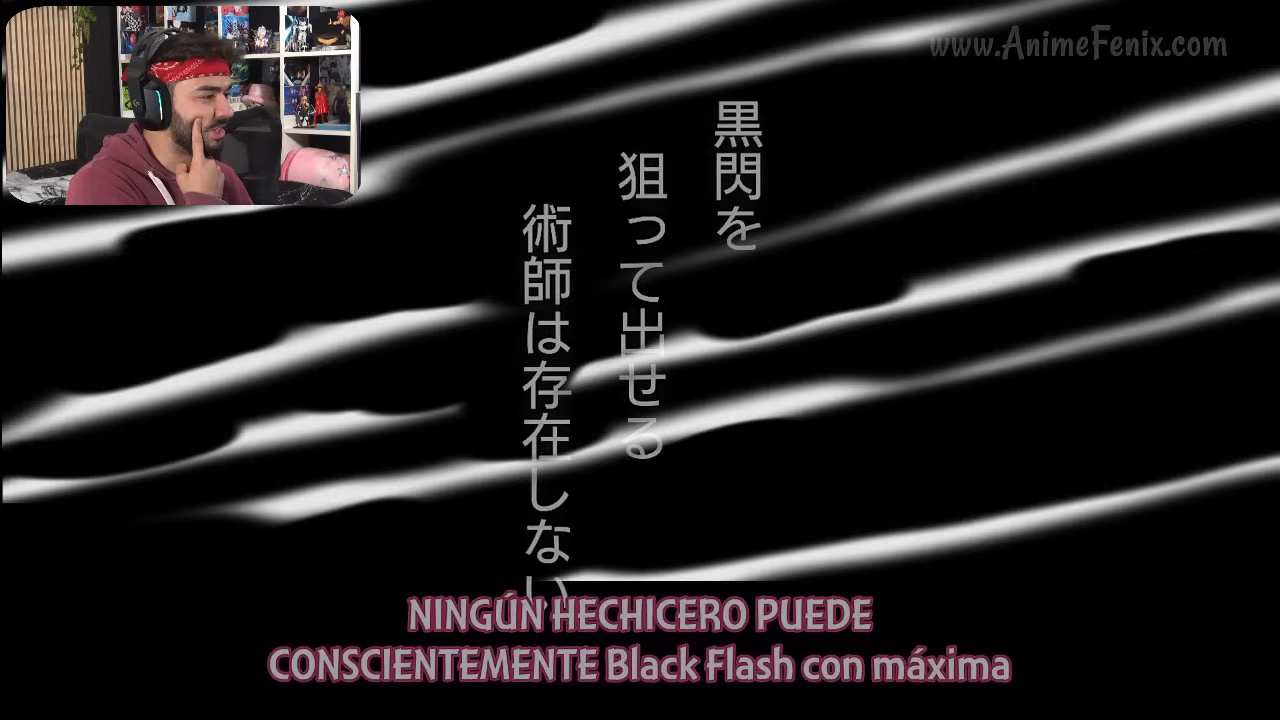 www.AnimeFenix.com
黒閃を
狙って出せる
術師は存在しない
NINGÚN HECHICERO PUEDE
CONSCIENTEMENTE Black Flash con máxima